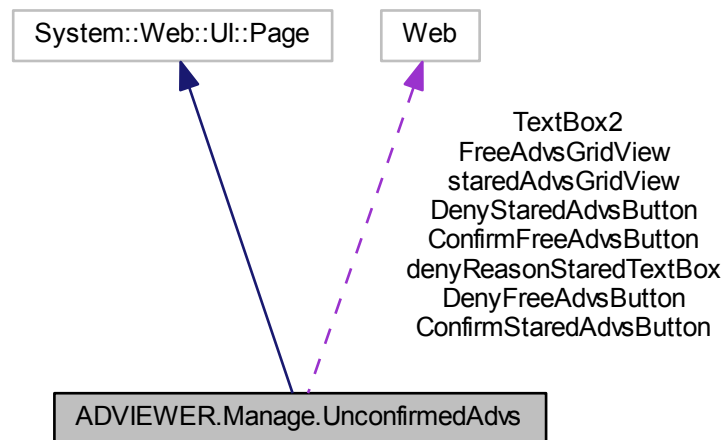 System::Web::UI::Page
Web
TextBox2
FreeAdvsGridView
staredAdvsGridView
DenyStaredAdvsButton
ConfirmFreeAdvsButton
denyReasonStaredTextBox
DenyFreeAdvsButton
ConfirmStaredAdvsButton
ADVIEWER.Manage.UnconfirmedAdvs